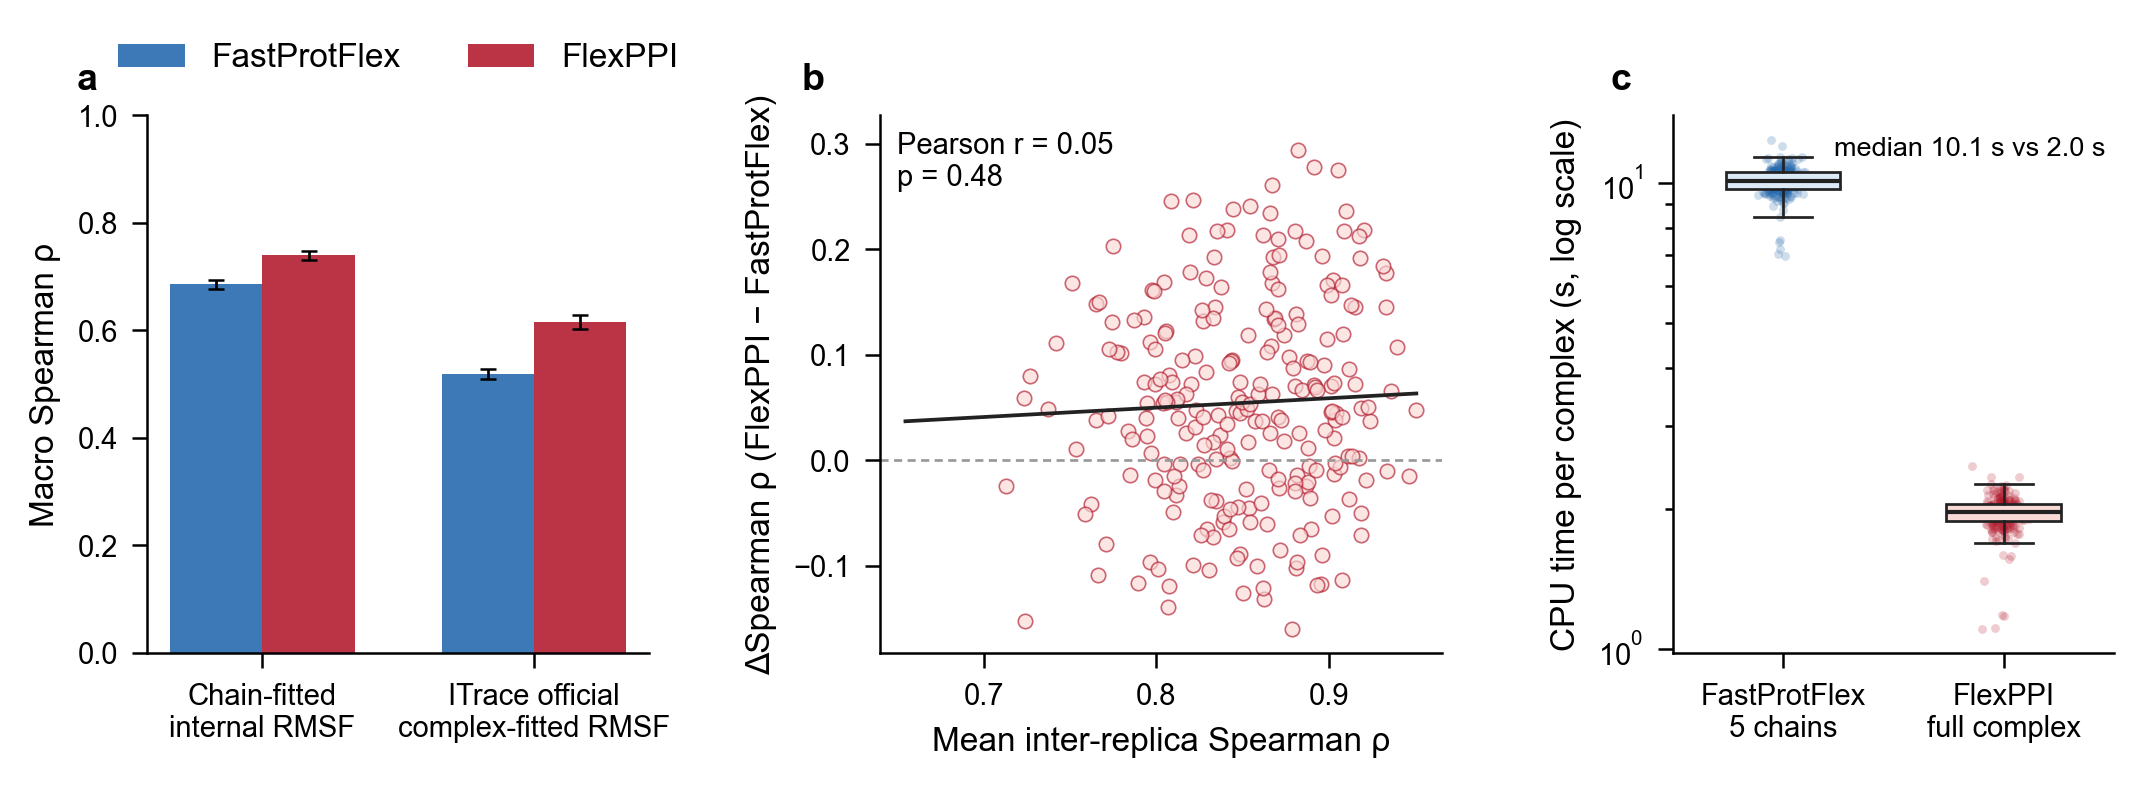 FastProtFlex
FlexPPI
a
Macro Spearman ρ
1.0
0.8
0.6
0.4
0.2
0.0
Chain-fitted
internal RMSF
ITrace official
complex-fitted RMSF
b
ΔSpearman ρ (FlexPPI − FastProtFlex)
0.3
0.2
0.1
0.0
−0.1
Pearson r = 0.05
p = 0.48
0.7
0.8
0.9
Mean inter-replica Spearman ρ
c
CPU time per complex (s, log scale)
10¹
10⁰
median 10.1 s vs 2.0 s
FastProtFlex
5 chains
FlexPPI
full complex